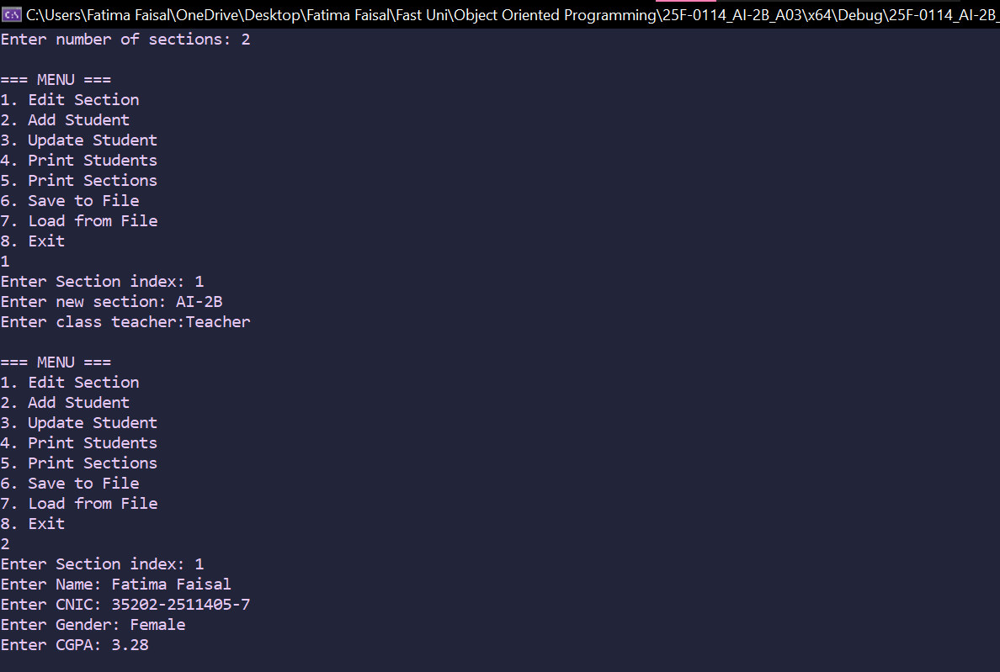 C:\Users\Fatima Faisal\OneDrive\Desktop\Fatima Faisal\Fast Uni\Object Oriented Programming\25F-0114_AI-2B_A03\x64\Debug\25F-0114_AI-2B_
Enter number of sections: 2
=== MENU ===
1. Edit Section
2. Add Student
3. Update Student
4. Print Students
5. Print Sections
6. Save to File
7. Load from File
8. Exit
1
Enter Section index: 1
Enter new section: AI-2B
Enter class teacher:Teacher
=== MENU ===
1. Edit Section
2. Add Student
3. Update Student
4. Print Students
5. Print Sections
6. Save to File
7. Load from File
8. Exit
2
Enter Section index: 1
Enter Name: Fatima Faisal
Enter CNIC: 35202-2511405-7
Enter Gender: Female
Enter CGPA: 3.28